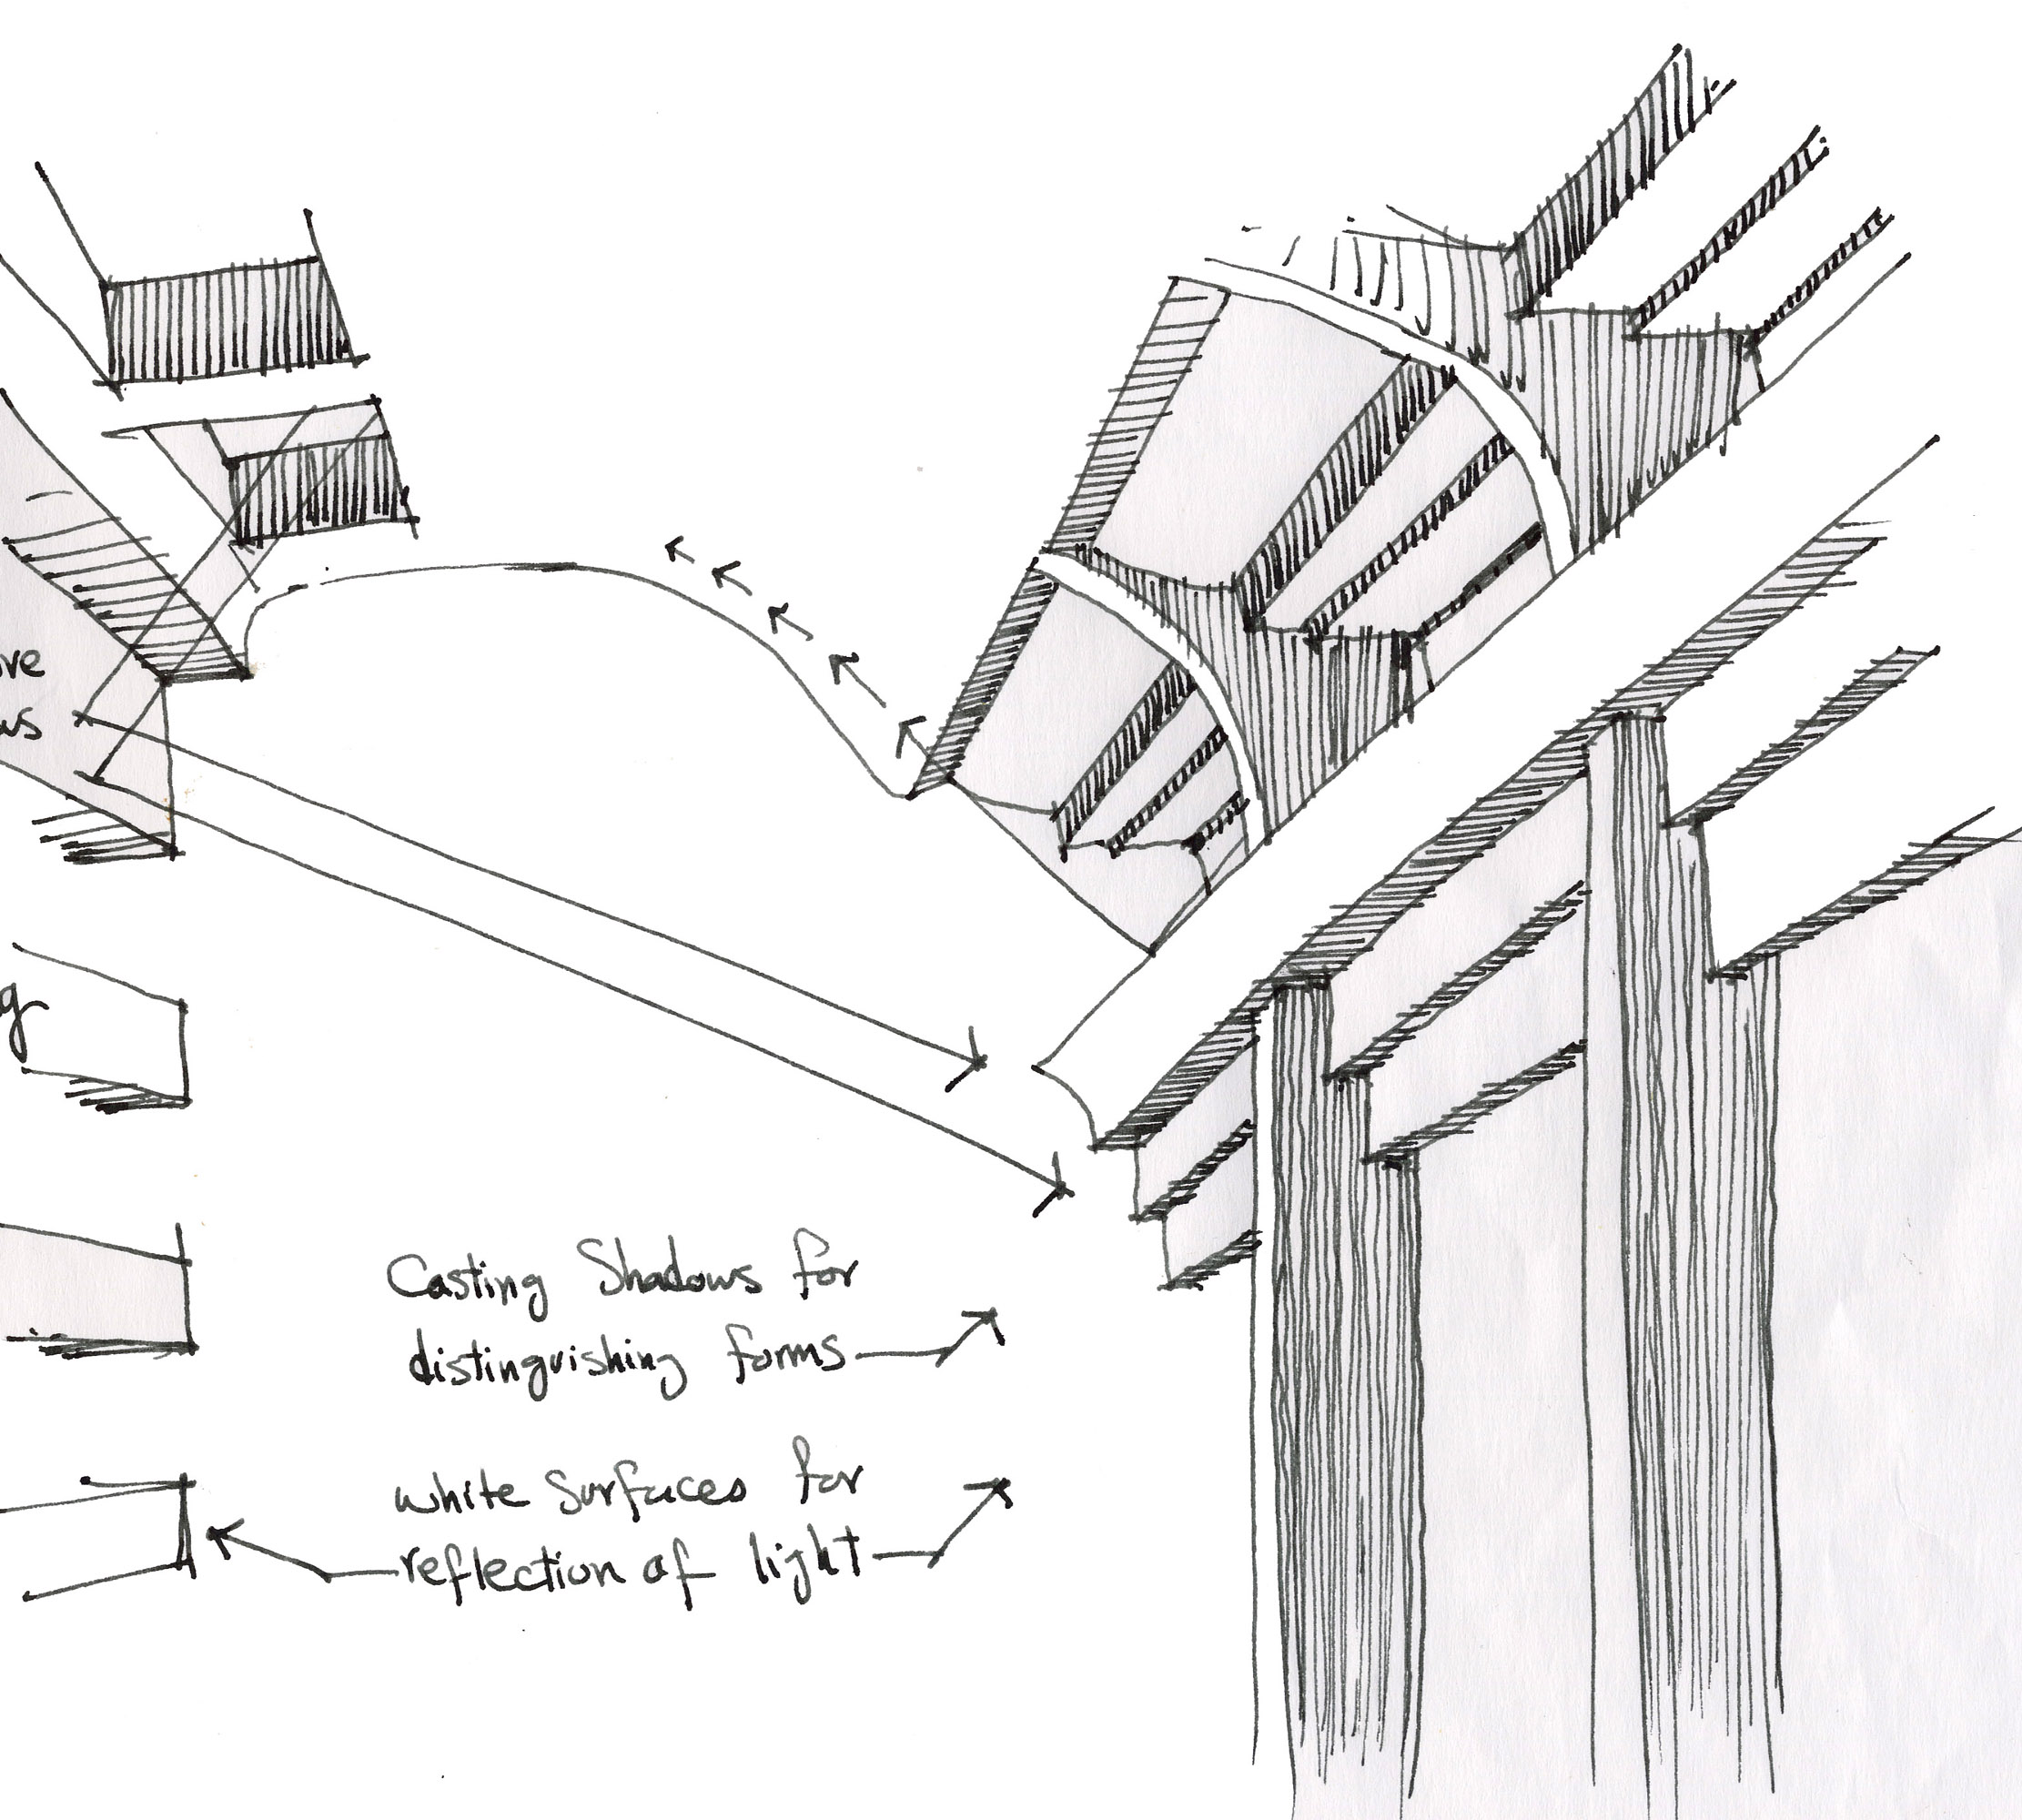 Casting Shadows for
distinguishing forms
white surfaces for
reflection of light